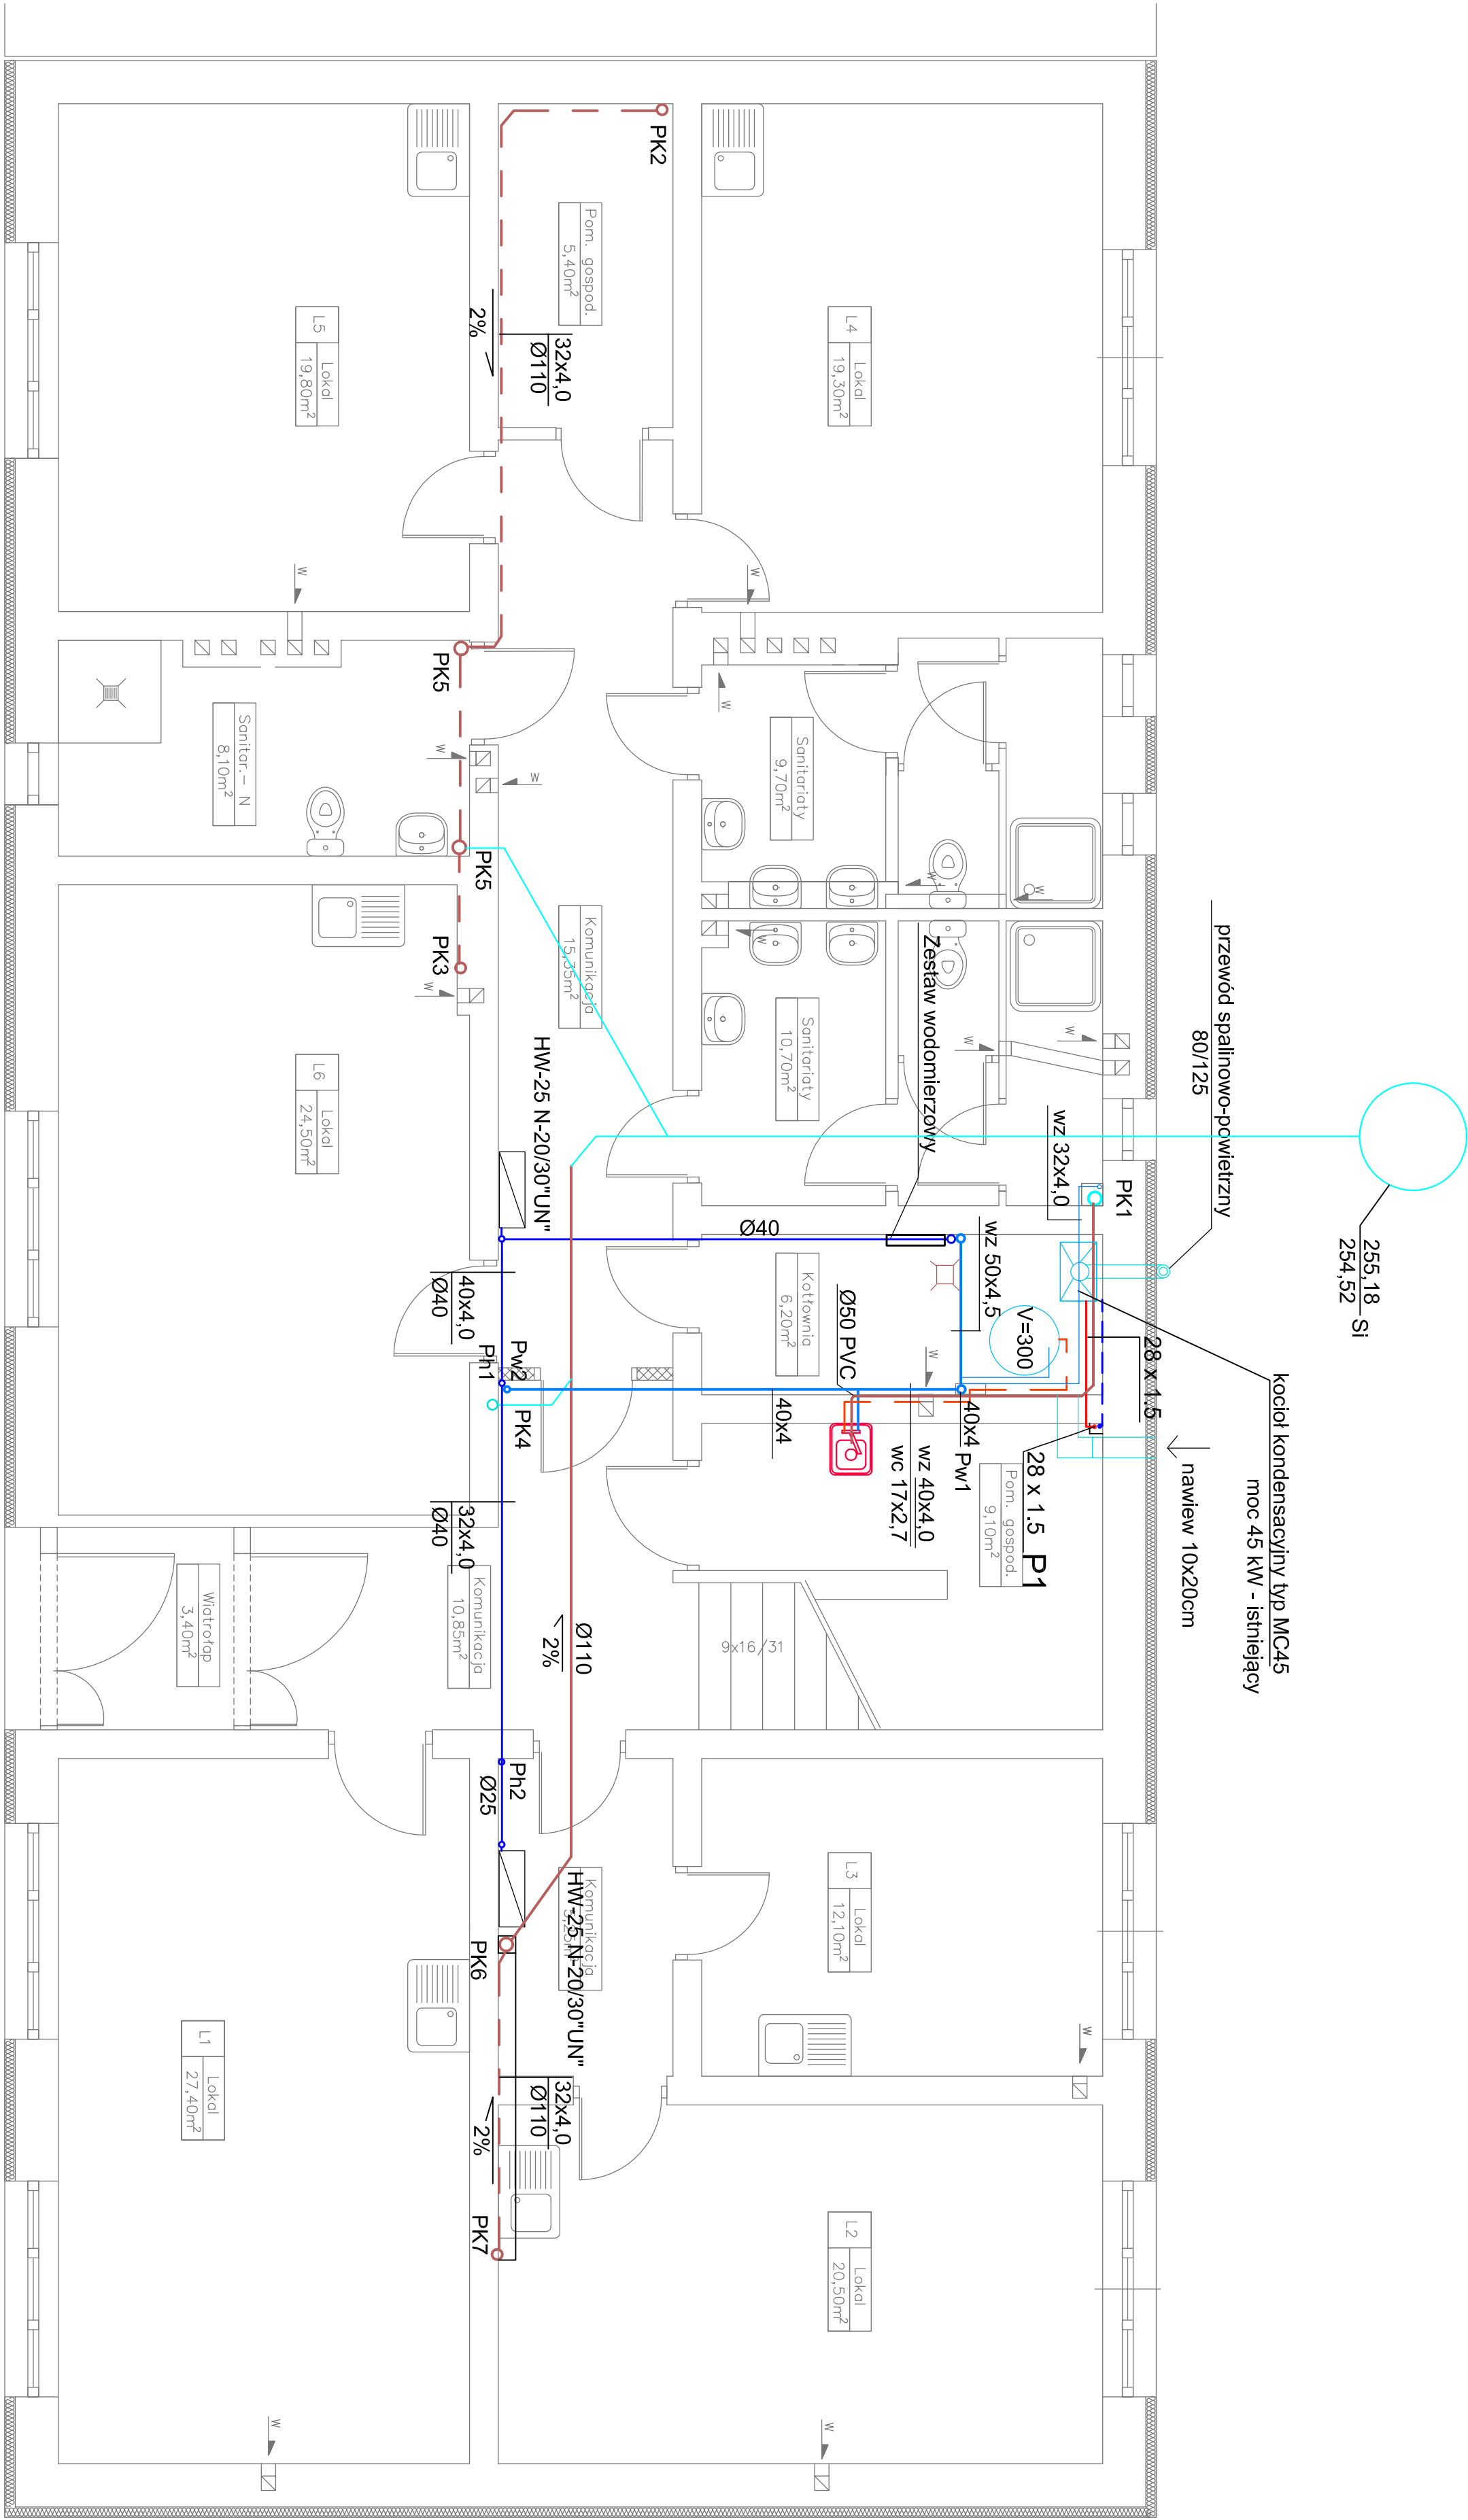 przewód spalinowo-powietrzny
80/125
255,18
254,52
Si
kocioł kondensacyjny typ MC45
moc 45 kW - istniejący
nawiew 10x20cm
PK2
Pom. gospod.
5,40m²
L5
Lokal
19,80m²
L4
Lokal
19,30m²
2%
32x4,0
Ø110
W
W
PK5
Sanitar.- N
8,10m²
W
W
W
Sanitariaty
9,70m²
W
W
PK5
PK3
W
Komunikacja
15,35m²
W
Zestaw wodomierzowy
Sanitariaty
10,70m²
W
W
L6
Lokal
24,50m²
HW-25 N-20/30"UN"
wz 32x4,0
PK1
Ø40
wz 50x4,5
Kotłownia
6,20m²
Ø50 PVC
V=300
28 x 1.5
W
40x4,0
Ø40
Pw2
Ph1
PK4
40x4
40x4
Pw1
wz 40x4,0
wc 17x2,7
28 x 1.5
P1
Pom. gospod.
9,10m²
32x4,0
Ø40
Komunikacja
10,85m²
Wiatrołap
3,40m²
Ø110
2%
9x16/31
Ph2
Ø25
HW-25 N-20/30"UN"
Komunikacja
PK6
L3
Lokal
12,10m²
W
L1
Lokal
27,40m²
32x4,0
Ø110
2%
PK7
L2
Lokal
20,50m²
W
W